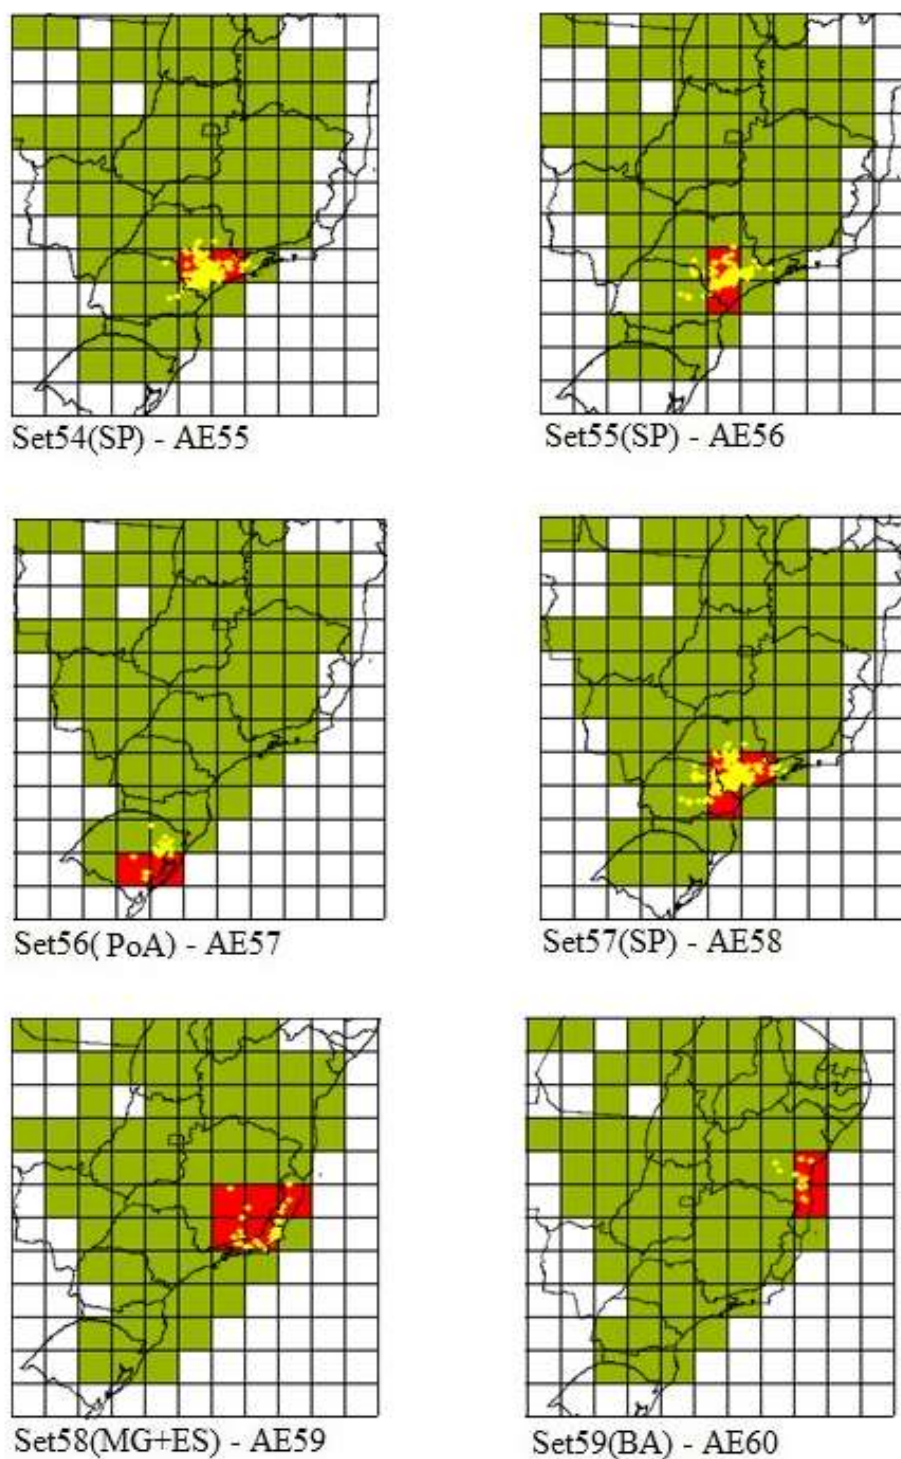 Set54(SP) - AE55
Set55(SP) - AE56
Set56(PoA) - AE57
Set57(SP) - AE58
Set58(MG+ES) - AE59
Set59(BA) - AE60